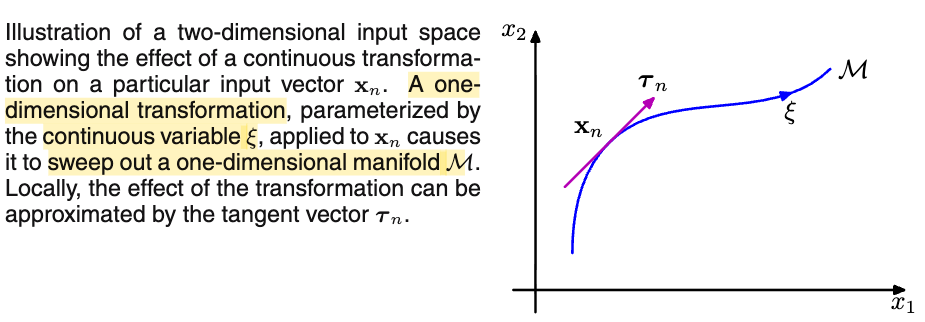 Illustration of a two-dimensional input space
showing the effect of a continuous transforma-
tion on a particular input vector xₙ. A one-
dimensional transformation, parameterized by
the continuous variable ξ, applied to xₙ causes
it to sweep out a one-dimensional manifold ℳ.
Locally, the effect of the transformation can be
approximated by the tangent vector τₙ.
x₂
ℳ
τₙ
ξ
xₙ
x₁